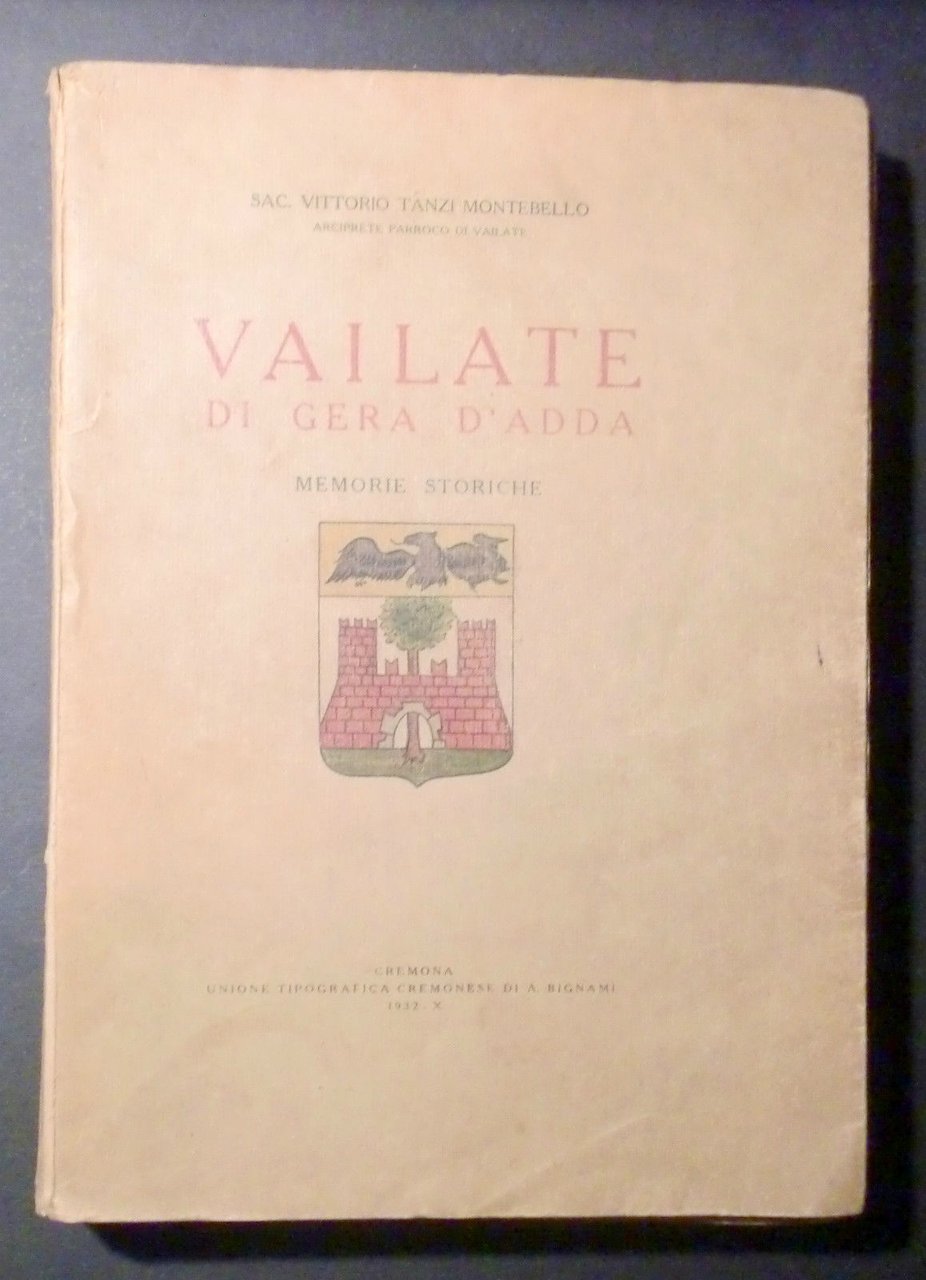 SAC. VITTORIO TANZI MONTEBELLO
ARCIPRETE PARROCO DI VAILATE
VAILATE
DI GERA D'ADDA
MEMORIE STORICHE
CREMONA
UNIONE TIPOGRAFICA CREMONESE DI A. BIGNAMI
1932 - X